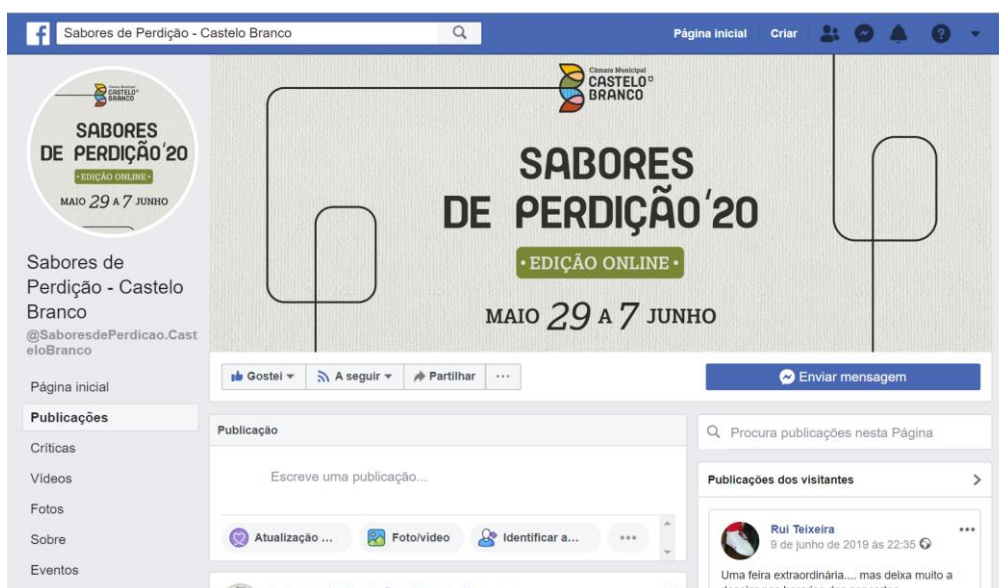 Sabores de Perdição - Castelo Branco
Página inicial
Criar
Câmara Municipal
CASTELO
BRANCO
SABORES
DE PERDIÇÃO'20
• EDIÇÃO ONLINE •
MAIO 29 A 7 JUNHO
Sabores de
Perdição - Castelo
Branco
@SaboresdePerdicao.Cast
eloBranco
Página inicial
Publicações
Críticas
Vídeos
Fotos
Sobre
Eventos
Câmara Municipal
CASTELO
BRANCO
SABORES
DE PERDIÇÃO'20
• EDIÇÃO ONLINE •
MAIO 29 A 7 JUNHO
Gostei
A seguir
Partilhar
...
Enviar mensagem
Publicação
Escreve uma publicação...
Atualização ...
Foto/vídeo
Identificar a...
Procura publicações nesta Página
Publicações dos visitantes
Rui Teixeira
9 de junho de 2019 às 22:35
Uma feira extraordinária.... mas deixa muito a